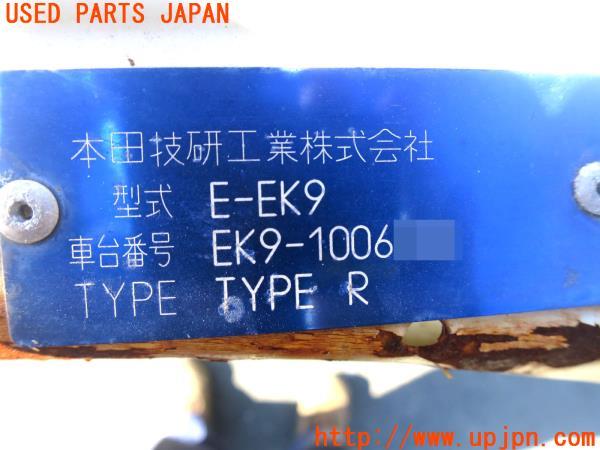 USED PARTS JAPAN
本田技研工業株式会社
型式 E-EK9
車台番号 EK9-1006
TYPE TYPE R
http://www.upjpn.com/